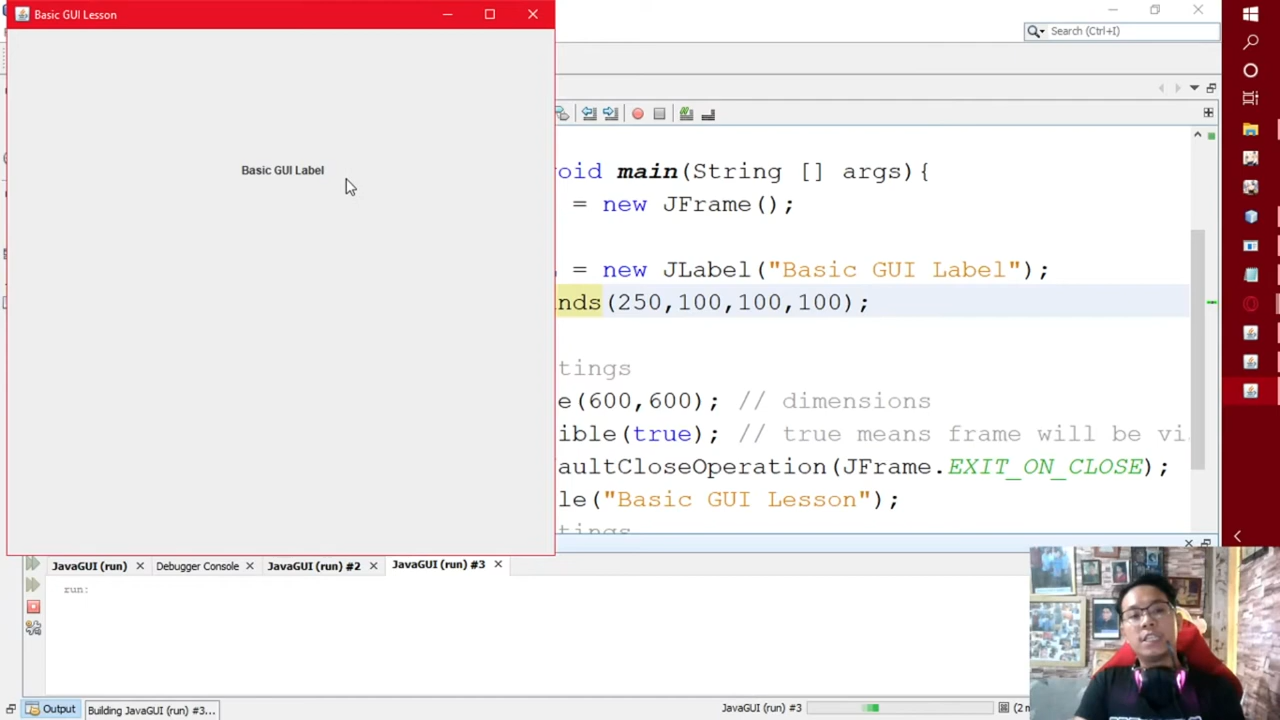 Basic GUI Lesson
Search (Ctrl+I)
Basic GUI Label
void main(String [] args){
= new JFrame();
= new JLabel("Basic GUI Label");
nds(250,100,100,100);
tings
e(600,600); // dimensions
ible(true); // true means frame will be vi
aultCloseOperation(JFrame.EXIT_ON_CLOSE);
le("Basic GUI Lesson");
tings
JavaGUI (run)
Debugger Console
JavaGUI (run) #2
JavaGUI (run) #3
run:
Output
Building JavaGUI (run) #3...
JavaGUI (run) #3
(2 m